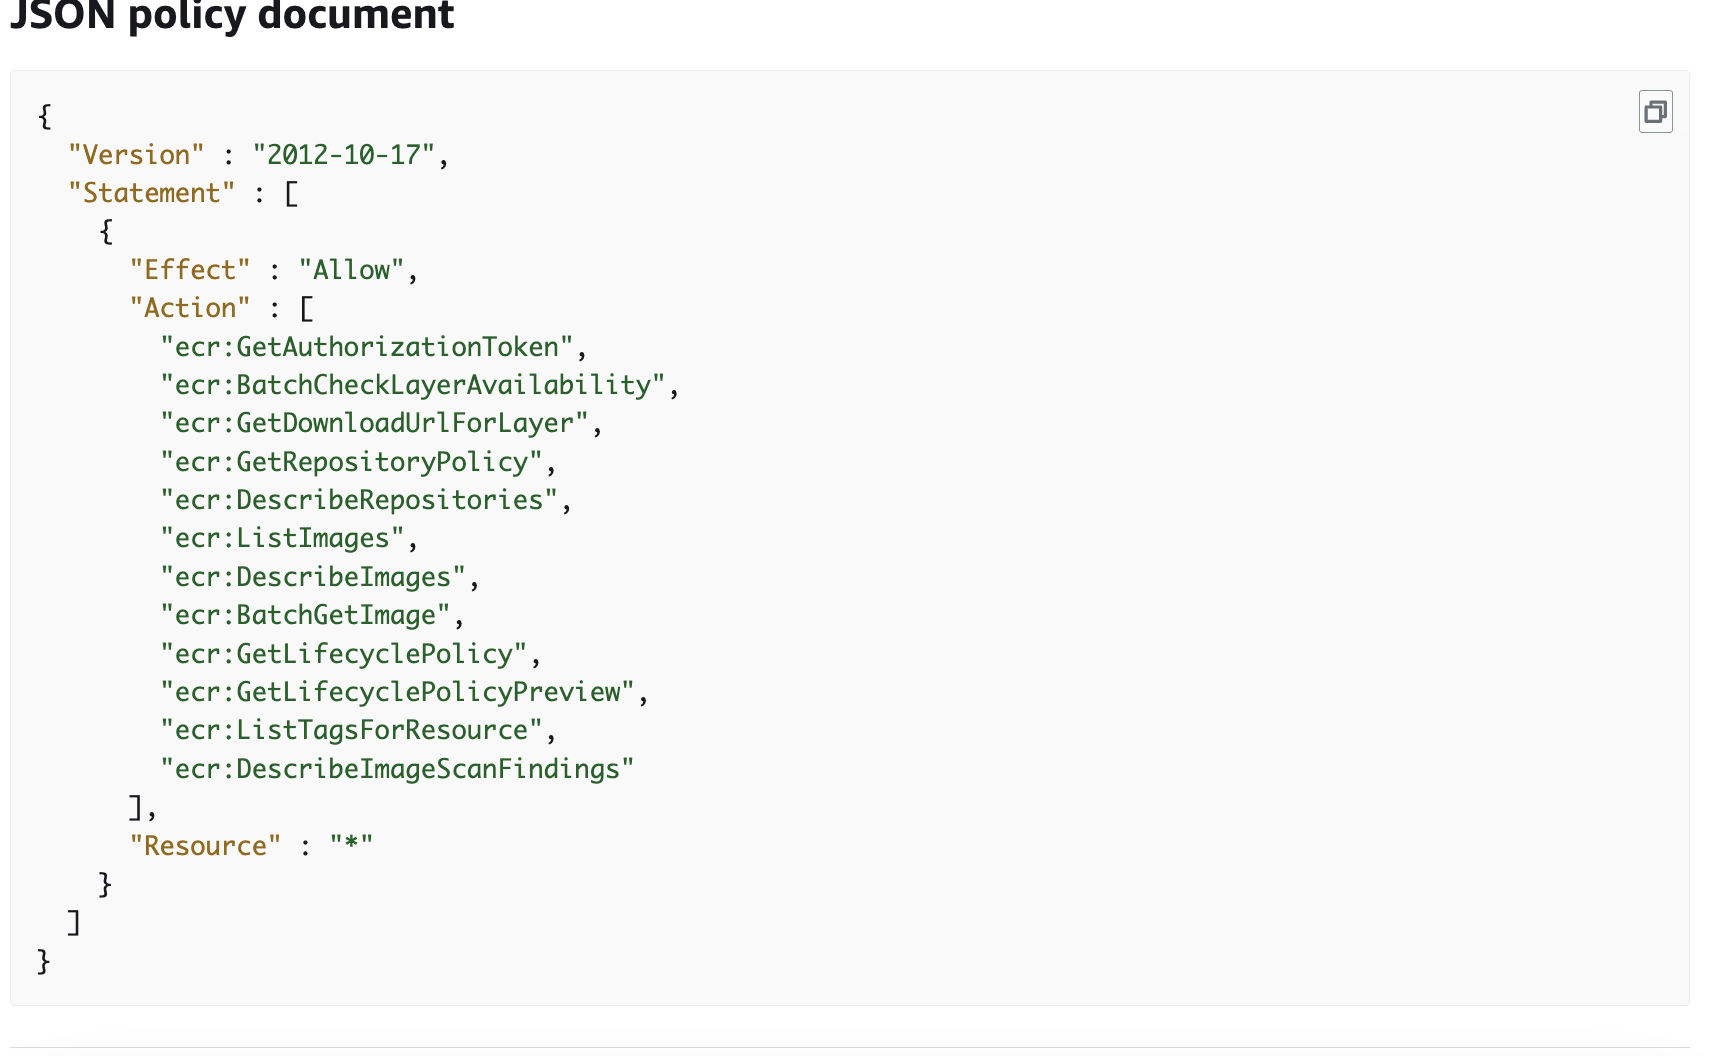 JSON policy document
{
"Version" : "2012-10-17",
"Statement" : [
{
"Effect" : "Allow",
"Action" : [
"ecr:GetAuthorizationToken",
"ecr:BatchCheckLayerAvailability",
"ecr:GetDownloadUrlForLayer",
"ecr:GetRepositoryPolicy",
"ecr:DescribeRepositories",
"ecr:ListImages",
"ecr:DescribeImages",
"ecr:BatchGetImage",
"ecr:GetLifecyclePolicy",
"ecr:GetLifecyclePolicyPreview",
"ecr:ListTagsForResource",
"ecr:DescribeImageScanFindings"
],
"Resource" : "*"
}
]
}